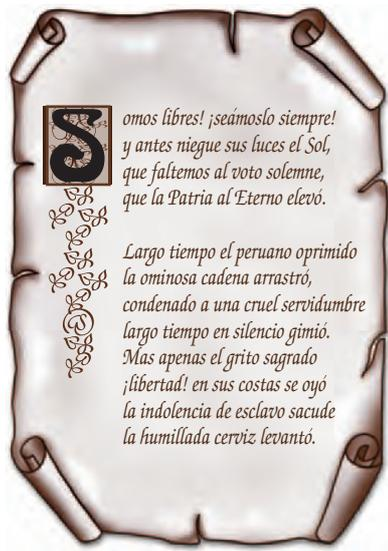 Somos libres! ¡seámoslo siempre!
y antes niegue sus luces el Sol,
que faltemos al voto solemne,
que la Patria al Eterno elevó.

Largo tiempo el peruano oprimido
la ominosa cadena arrastró,
condenado a una cruel servidumbre
largo tiempo en silencio gimió.
Mas apenas el grito sagrado
¡libertad! en sus costas se oyó
la indolencia de esclavo sacude
la humillada cerviz levantó.